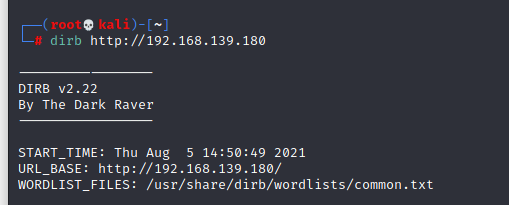 ┌──(root💀kali)-[~]
└─# dirb http://192.168.139.180
-----------------
DIRB v2.22
By The Dark Raver
-----------------
START_TIME: Thu Aug  5 14:50:49 2021
URL_BASE: http://192.168.139.180/
WORDLIST_FILES: /usr/share/dirb/wordlists/common.txt